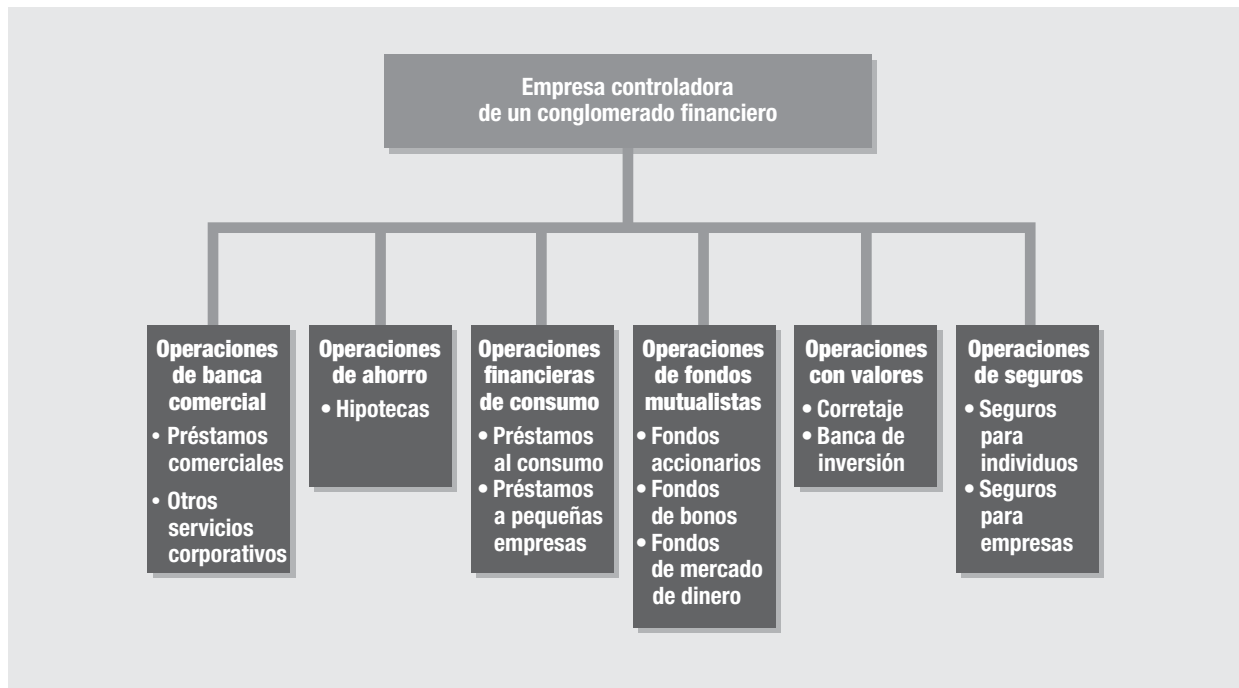 Empresa controladora
de un conglomerado financiero
Operaciones
de banca
comercial
• Préstamos
comerciales
• Otros
servicios
corporativos
Operaciones
de ahorro
• Hipotecas
Operaciones
financieras
de consumo
• Préstamos
al consumo
• Préstamos
a pequeñas
empresas
Operaciones
de fondos
mutualistas
• Fondos
accionarios
• Fondos
de bonos
• Fondos
de mercado
de dinero
Operaciones
con valores
• Corretaje
• Banca de
inversión
Operaciones
de seguros
• Seguros
para
individuos
• Seguros
para
empresas